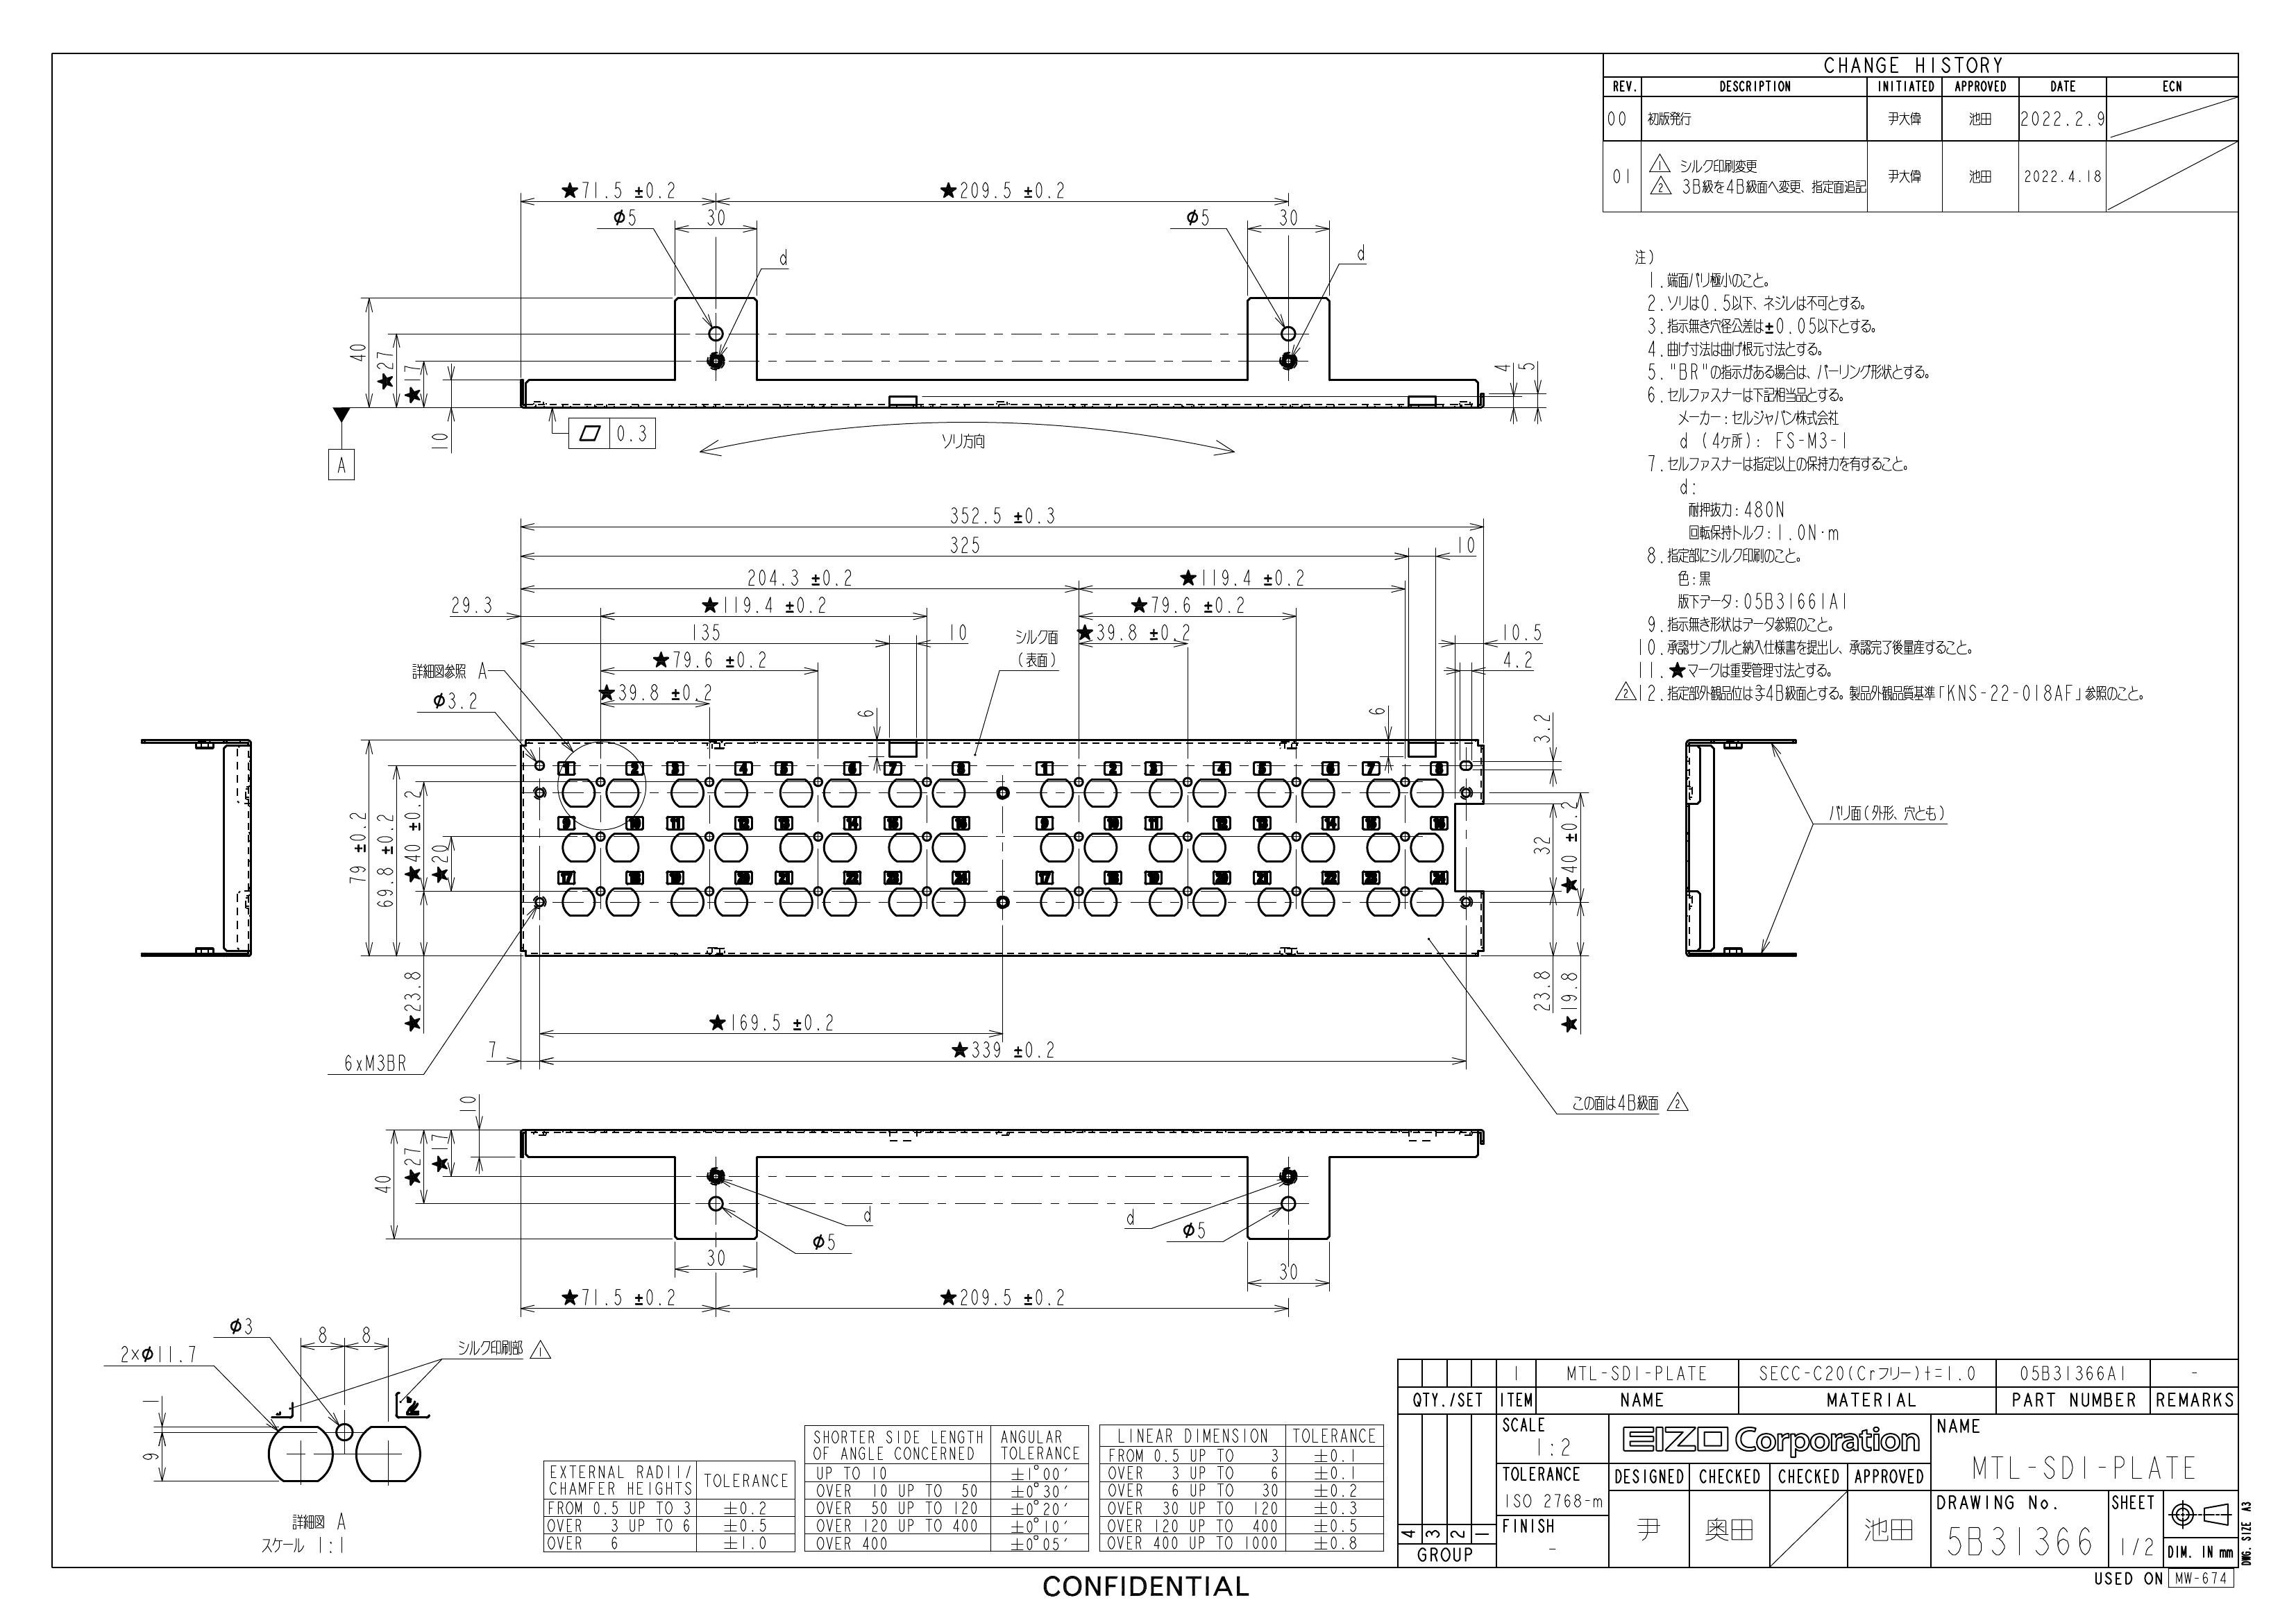 CHANGE HISTORY
REV. DESCRIPTION INITIATED APPROVED DATE ECN
00 初版発行 尹大偉 池田 2022.2.9
01 1 シルク印刷変更 尹大偉 池田 2022.4.18
2 3B級を4B級面へ変更、指定面追記
注)
1.端面バリ極小のこと。
2.ソリは0.5以下、ネジレは不可とする。
3.指示無き穴径公差は±0.05以下とする。
4.曲げ寸法は曲げ根元寸法とする。
5."BR"の指示がある場合は、バーリング形状とする。
6.セルファスナーは下記相当品とする。
メーカー:セルジャパン株式会社
d (4ケ所): FS-M3-1
7.セルファスナーは指定以上の保持力を有すること。
d:
耐押抜力:480N
回転保持トルク:1.0N·m
8.指定部にシルク印刷のこと。
色:黒
版下データ:05B31661A1
9.指示無き形状はデータ参照のこと。
10.承認サンプルと納入仕様書を提出し、承認完了後量産すること。
11.★マークは重要管理寸法とする。
2 12.指定部外観品位は4B級面とする。製品外観品質基準「KNS-22-018AF」参照のこと。
★71.5 ±0.2 ★209.5 ±0.2
φ5 30 φ5 30
d d
40 ★27 ★17 10
4 5
A
0.3
ソリ方向
352.5 ±0.3
325 10
204.3 ±0.2 ★119.4 ±0.2
29.3 ★119.4 ±0.2 ★79.6 ±0.2
135 10 シルク面 ★39.8 ±0.2 10.5
(表面)
★79.6 ±0.2 4.2
詳細図参照 A
★39.8 ±0.2
φ3.2
6 6 3.2
1 2 3 4 5 6 7 8 1 2 3 4 5 6 7 8
9 10 11 12 13 14 15 16 9 10 11 12 13 14 15 16
17 18 19 20 21 22 23 24 17 18 19 20 21 22 23 24
79 ±0.2
69.8 ±0.2
★40 ±0.2
★20
32
★40 ±0.2
バリ面(外形、穴とも)
★23.8
23.8
★19.8
★169.5 ±0.2
7 ★339 ±0.2
6xM3BR
この面は4B級面 2
10
40 ★27 ★17
d d
φ5 φ5
30 30
★71.5 ±0.2 ★209.5 ±0.2
φ3 8 8 シルク印刷部 1
2xφ11.7
1
9
詳細図 A
スケール 1:1
EXTERNAL RADII/ CHAMFER HEIGHTS TOLERANCE
FROM 0.5 UP TO 3 ±0.2
OVER 3 UP TO 6 ±0.5
OVER 6 ±1.0
SHORTER SIDE LENGTH OF ANGLE CONCERNED ANGULAR TOLERANCE
UP TO 10 ±1°00′
OVER 10 UP TO 50 ±0°30′
OVER 50 UP TO 120 ±0°20′
OVER 120 UP TO 400 ±0°10′
OVER 400 ±0°05′
LINEAR DIMENSION TOLERANCE
FROM 0.5 UP TO 3 ±0.1
OVER 3 UP TO 6 ±0.1
OVER 6 UP TO 30 ±0.2
OVER 30 UP TO 120 ±0.3
OVER 120 UP TO 400 ±0.5
OVER 400 UP TO 1000 ±0.8
1 MTL-SDI-PLATE SECC-C20(Crフリー)t=1.0 05B31366A1 -
QTY./SET ITEM NAME MATERIAL PART NUMBER REMARKS
SCALE
1:2
EIZO Corporation
NAME
MTL-SDI-PLATE
TOLERANCE
ISO 2768-m
DESIGNED CHECKED CHECKED APPROVED
尹 奥田 池田
FINISH
-
DRAWING No.
5B31366
SHEET
1/2
DIM. IN mm
DWG. SIZE A3
4 3 2 1
GROUP
USED ON MW-674
CONFIDENTIAL